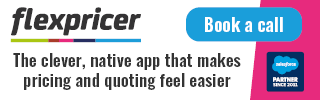 flexpricer
Book a call
The clever, native app that makes
pricing and quoting feel easier
salesforce
PARTNER
SINCE 2021